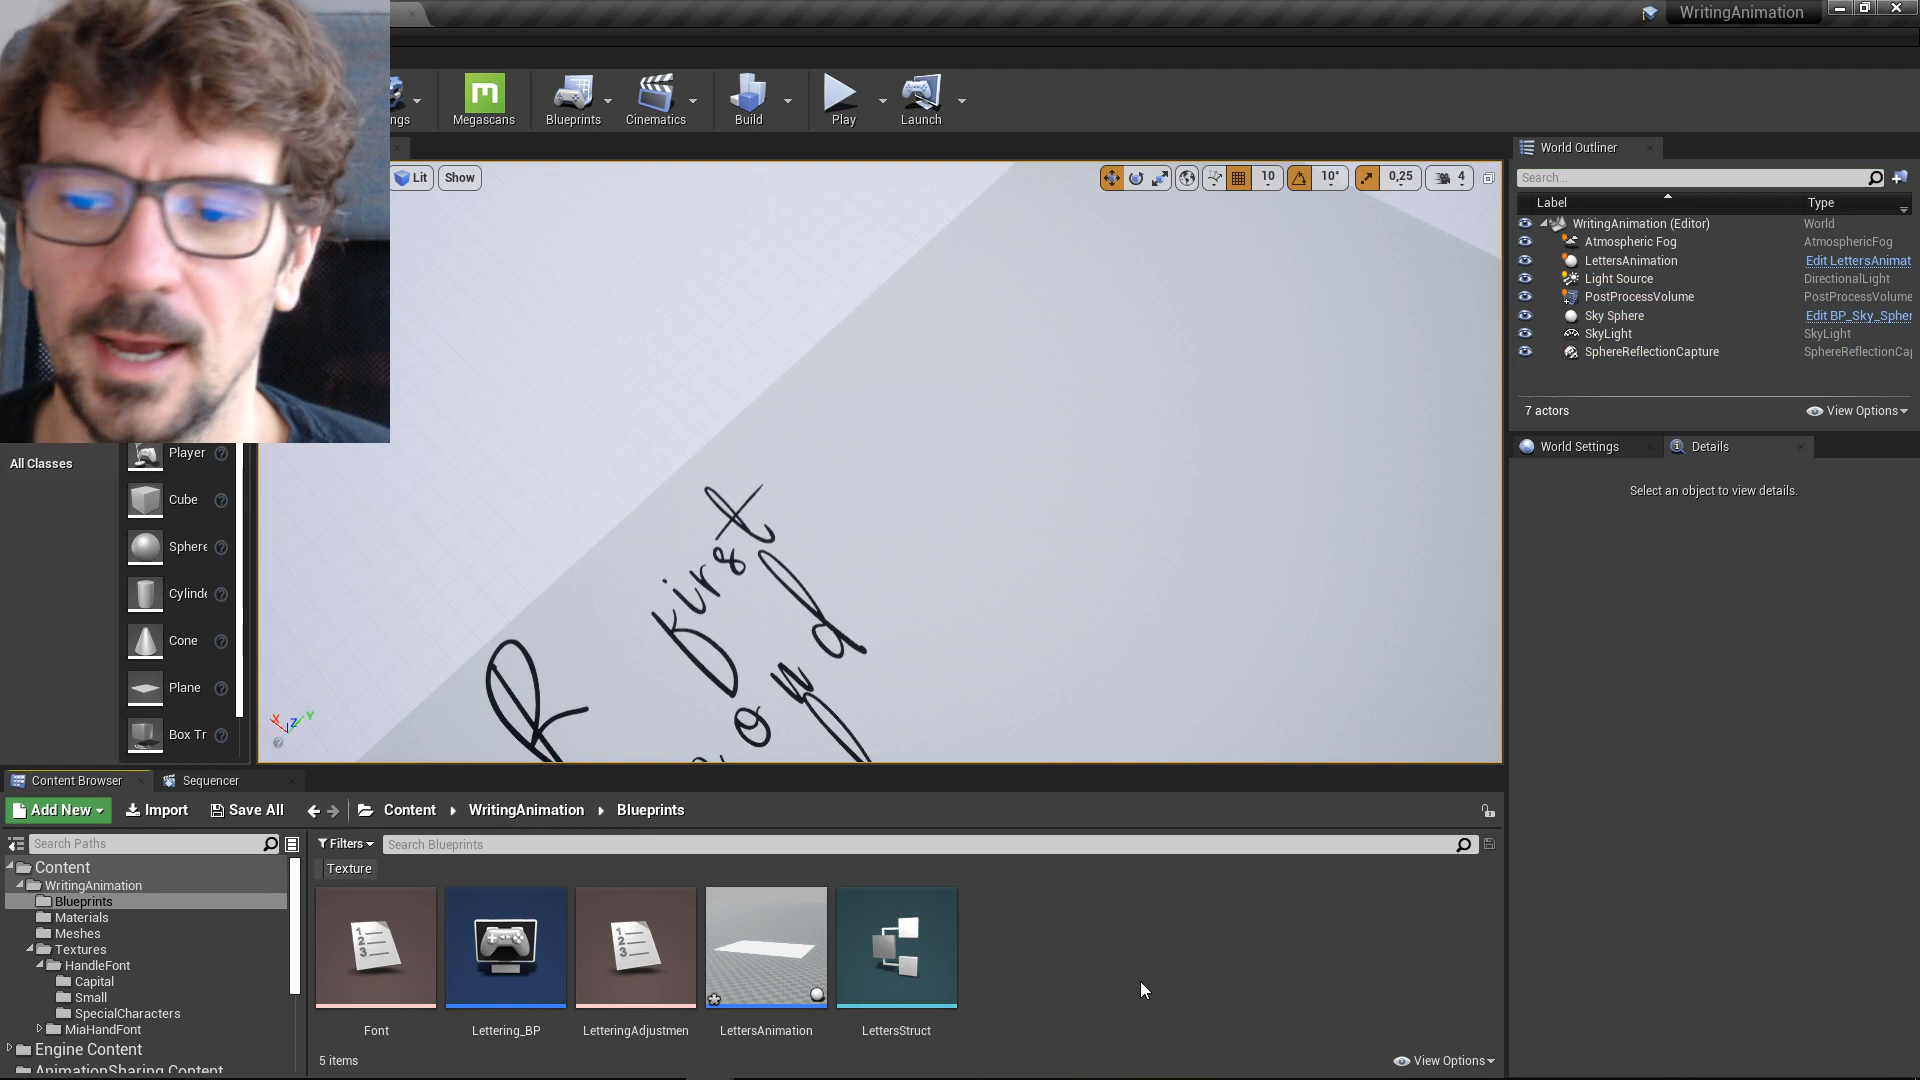 WritingAnimation
ngs
Megascans
Blueprints
Cinematics
Build
Play
Launch
Lit
Show
10
10°
0,25
4
World Outliner
Search...
Label
Type
WritingAnimation (Editor)
World
Atmospheric Fog
AtmosphericFog
LettersAnimation
Edit LettersAnimat
Light Source
DirectionalLight
PostProcessVolume
PostProcessVolume
Sky Sphere
Edit BP_Sky_Spher
SkyLight
SkyLight
SphereReflectionCapture
SphereReflectionCa
7 actors
View Options
World Settings
Details
Select an object to view details.
All Classes
Player
Cube
Sphere
Cylinde
Cone
Plane
Box Tr
first
R
X
Z
Y
Content Browser
Sequencer
Add New
Import
Save All
Content
WritingAnimation
Blueprints
Search Paths
Filters
Search Blueprints
Texture
Content
WritingAnimation
Blueprints
Materials
Meshes
Textures
HandleFont
Capital
Small
SpecialCharacters
MiaHandFont
Engine Content
AnimationSharing Content
Font
Lettering_BP
LetteringAdjustmen
LettersAnimation
LettersStruct
5 items
View Options